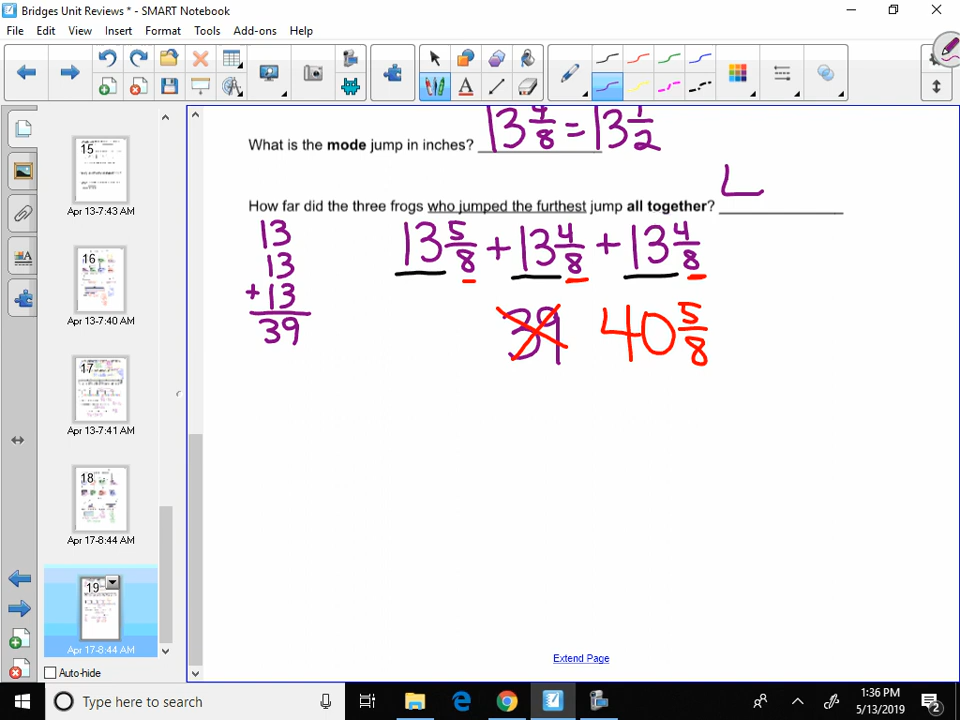 Bridges Unit Reviews * - SMART Notebook
File Edit View Insert Format Tools Add-ons Help
13 4/8 = 13 1/2
What is the mode jump in inches?
How far did the three frogs who jumped the furthest jump all together?
13 5/8 + 13 4/8 + 13 4/8
13
13
+13
39
39 40 5/8
15
Apr 13-7:43 AM
16
Apr 13-7:40 AM
17
Apr 13-7:41 AM
18
Apr 17-8:44 AM
19
Apr 17-8:44 AM
Auto-hide
Extend Page
Type here to search
1:36 PM
5/13/2019
2